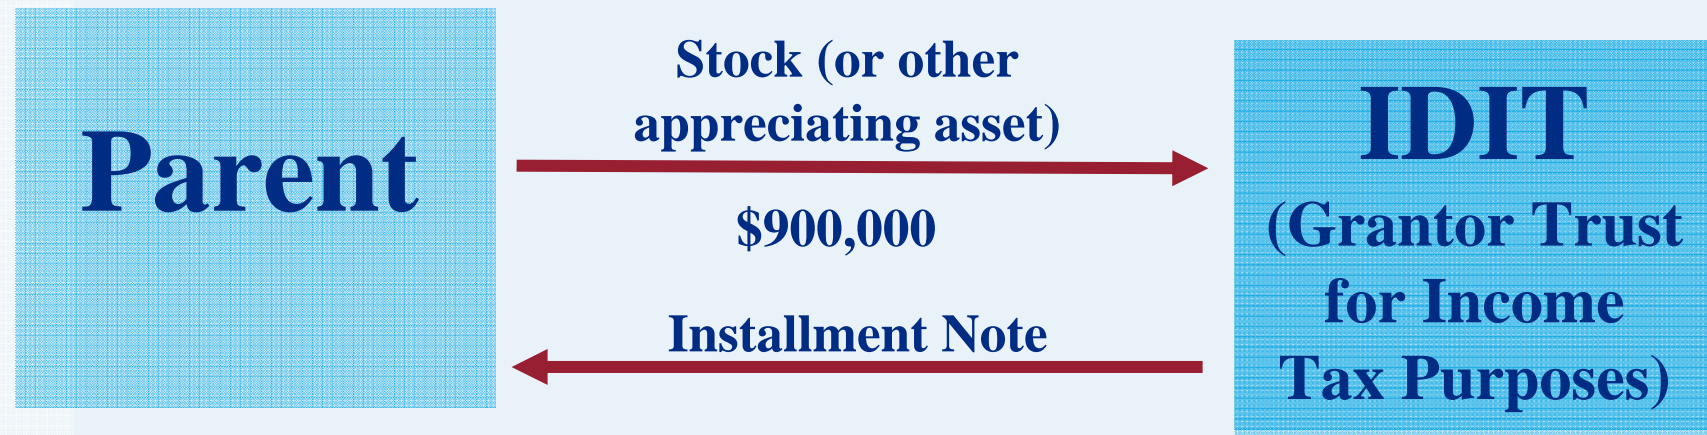 Parent
Stock (or other
appreciating asset)
$900,000
Installment Note
IDIT
(Grantor Trust
for Income
Tax Purposes)